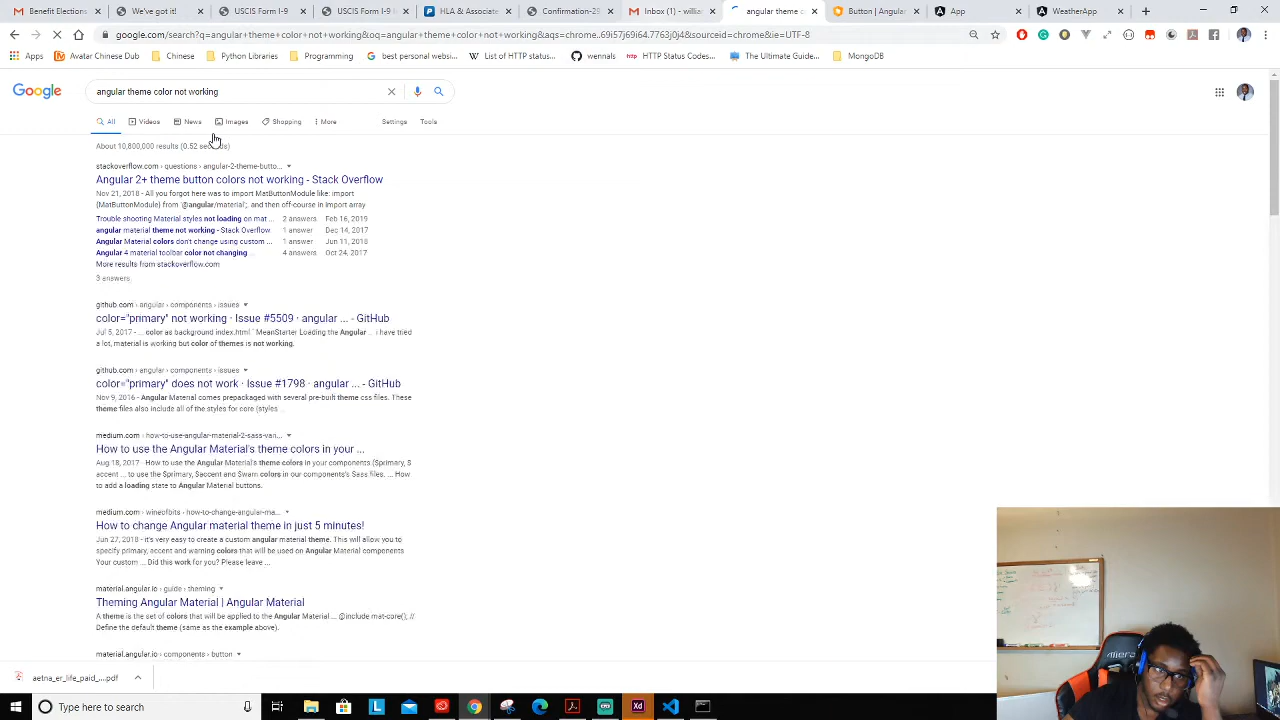 Benefit Elections
We've got it!
USCIS Form I-9
USCIS Form I-9
HLA & Associate
Confirmation-29
Inbox (1) - william
angular theme c
Button | Angular
App
WeatherApp
google.com/search?q=angular+theme+color+not+working&oq=angular+theme+color+not+working&aqs=chrome..69i57j69i64.7763j0j4&sourceid=chrome&ie=UTF-8
Apps
Avatar Chinese Dub
Chinese
Python Libraries
Programming
best personal websi...
List of HTTP status...
wennals
HTTP Status Codes...
The Ultimate Guide...
MongoDB
Google
angular theme color not working
All
Videos
News
Images
Shopping
More
Settings
Tools
About 10,800,000 results (0.52 seconds)
stackoverflow.com › questions › angular-2-theme-butto...
Angular 2+ theme button colors not working - Stack Overflow
Nov 21, 2018 - All you forgot here was to import MatButtonModule like: import
{MatButtonModule} from '@angular/material'; and then off-course in import array
Trouble shooting Material styles not loading on mat ... 2 answers Feb 16, 2019
angular material theme not working - Stack Overflow 1 answer Dec 14, 2017
Angular Material colors don't change using custom ... 1 answer Jun 11, 2018
Angular 4 material toolbar color not changing 4 answers Oct 24, 2017
More results from stackoverflow.com
3 answers
github.com › angular › components › issues
color="primary" not working · Issue #5509 · angular ... - GitHub
Jul 5, 2017 - ... color as background index.html ` MeanStarter Loading the Angular ... i have tried
a lot, material is working but color of themes is not working.
github.com › angular › components › issues
color="primary" does not work · Issue #1798 · angular ... - GitHub
Nov 9, 2016 - Angular Material comes prepackaged with several pre-built theme css files. These
theme files also include all of the styles for core (styles ...
medium.com › how-to-use-angular-material-2-sass-van...
How to use the Angular Material's theme colors in your ...
Aug 18, 2017 - How to use the Angular Material's theme colors in your components ($primary, $
accent ... to use the $primary, $accent and $warn colors in our components's Sass files. ... How
to add a loading state to Angular Material buttons.
medium.com › wineofbits › how-to-change-angular-ma...
How to change Angular material theme in just 5 minutes!
Jun 27, 2018 - it's very easy to create a custom angular material theme. This will allow you to
specify primary, accent and warning colors that will be used on Angular Material components
Your custom ... Did this work for you? Please leave ...
material.angular.io › guide › theming
Theming Angular Material | Angular Material
A theme is the set of colors that will be applied to the Angular Material.... @include mat-core(); //
Define the default theme (same as the example above).
material.angular.io › components › button
aetna_er_life_paid_....pdf
Type here to search